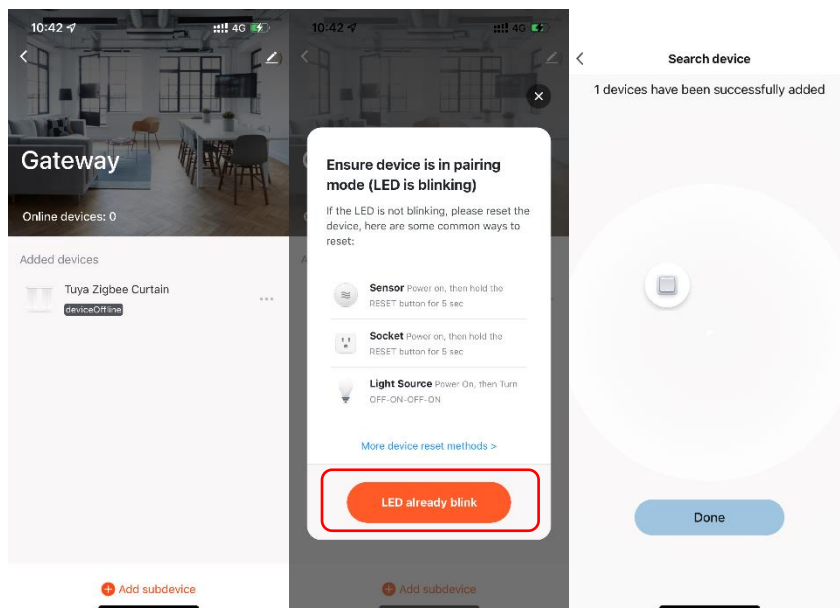 10:42
4G
Gateway
Online devices: 0
Added devices
Tuya Zigbee Curtain
deviceOffline
Add subdevice
10:42
4G
Ensure device is in pairing
mode (LED is blinking)
If the LED is not blinking, please reset the
device, here are some common ways to
reset:
Sensor Power on, then hold the
RESET button for 5 sec
Socket Power on, then hold the
RESET button for 5 sec
Light Source Power On, then Turn
OFF-ON-OFF-ON
More device reset methods >
LED already blink
Add subdevice
Search device
1 devices have been successfully added
Done